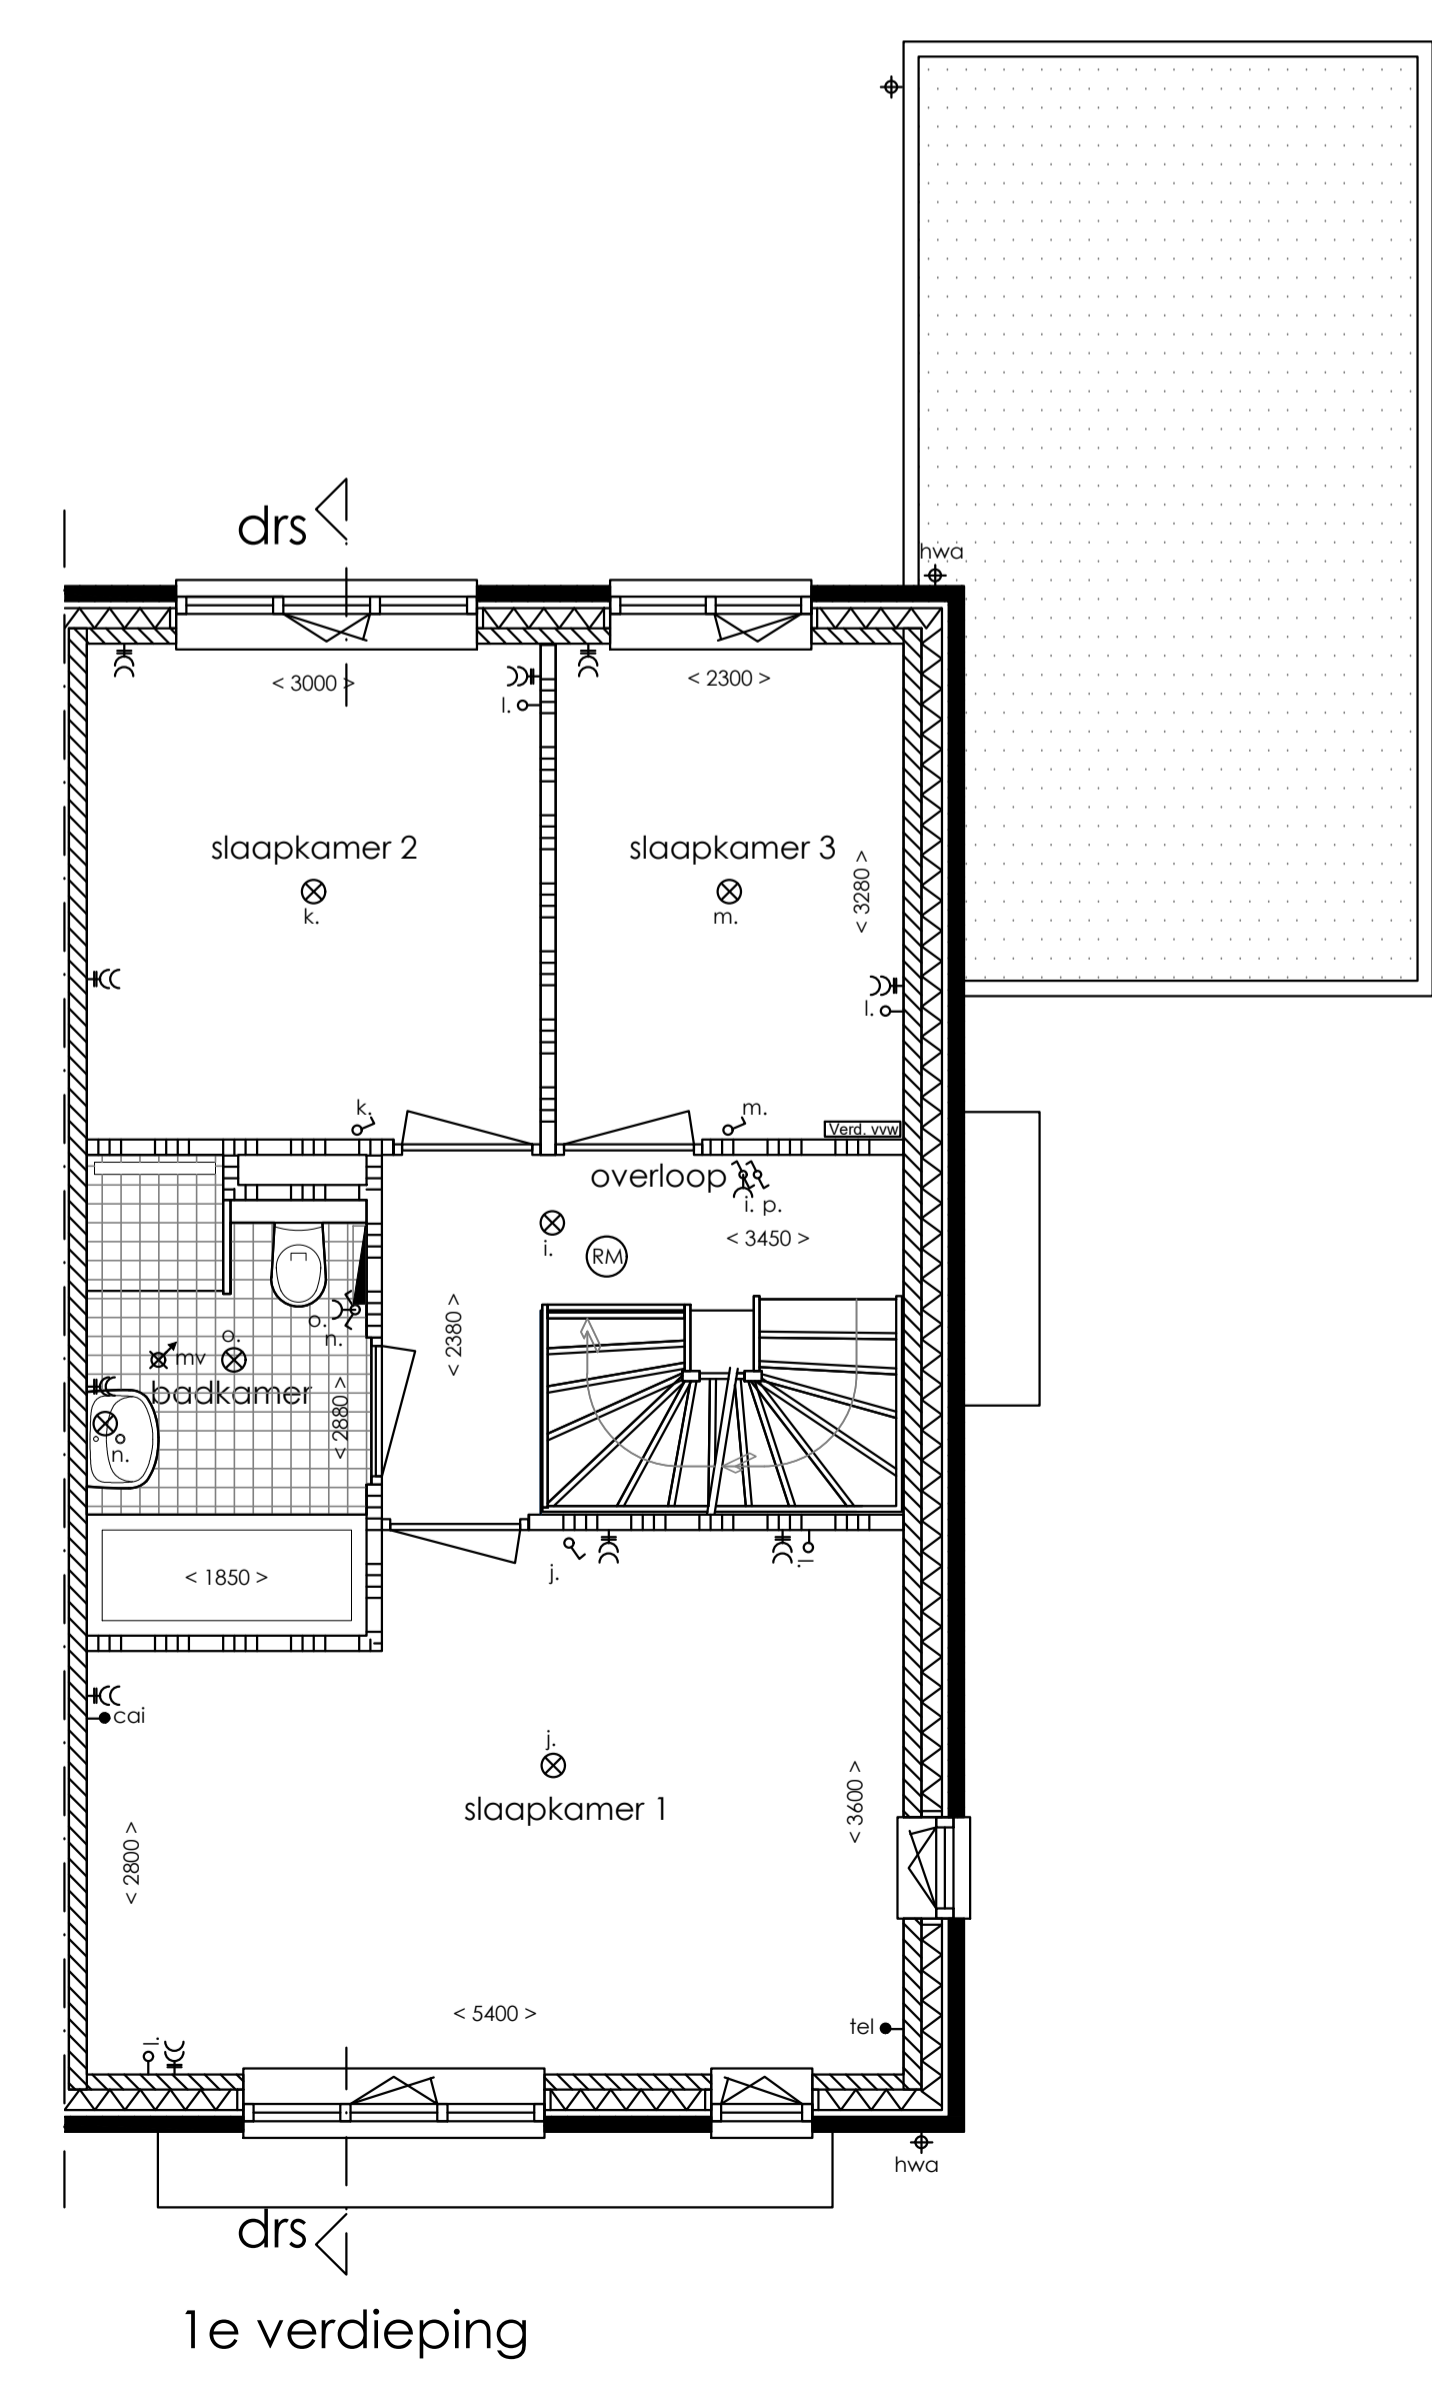 drs
hwa
< 3000 >
< 2300 >
l.
slaapkamer 2
slaapkamer 3
k.
m.
< 3280 >
l.
k.
m.
Verd. vvw
overloop
i. p.
i.
RM
< 3450 >
< 2380 >
o.
n.
o.
mv
badkamer
< 2880 >
n.
j.
l.
< 1850 >
cai
j.
slaapkamer 1
< 3600 >
< 2800 >
< 5400 >
tel
l.
hwa
drs
1e verdieping